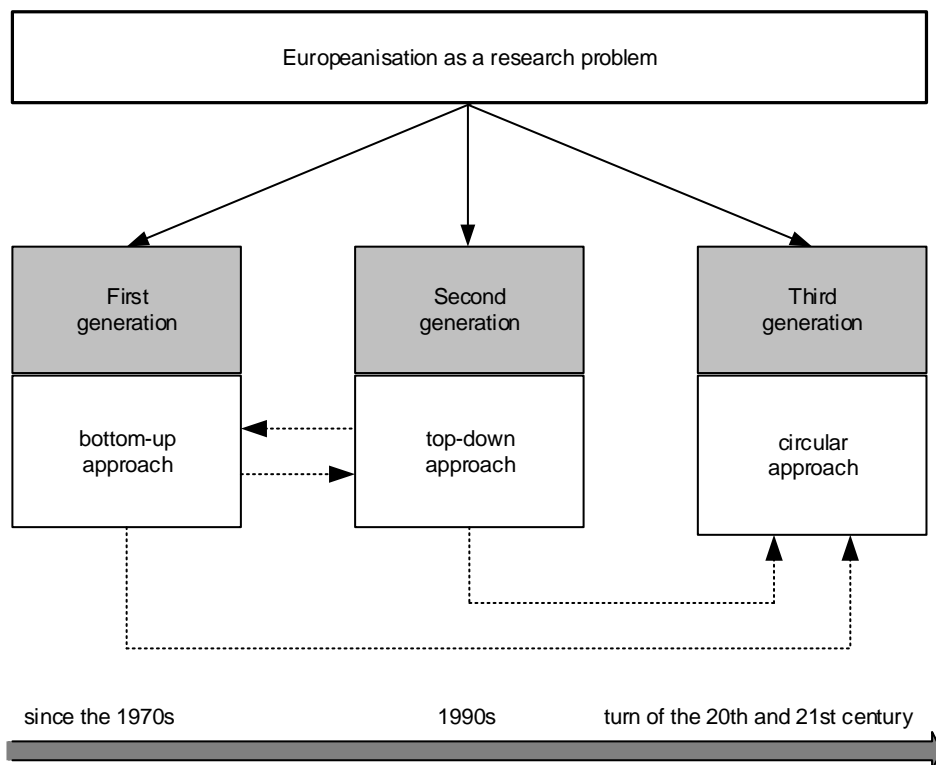 Europeanisation as a research problem
First
generation
Second
generation
Third
generation
bottom-up
approach
top-down
approach
circular
approach
since the 1970s
1990s
turn of the 20th and 21st century